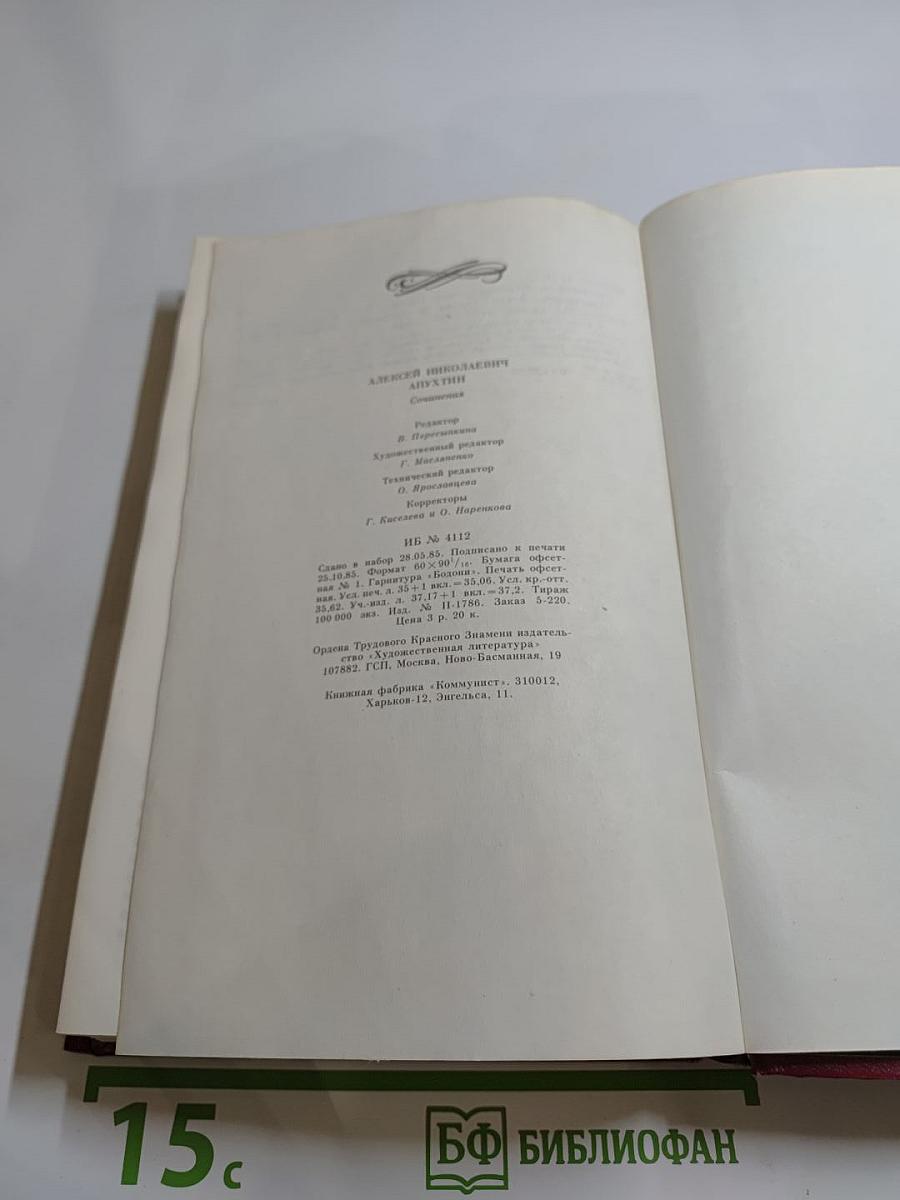 АЛЕКСЕЙ НИКОЛАЕВИЧ
АПУХТИН
Сочинения
Редактор
В. Пересыпкина
Художественный редактор
Г. Масляненко
Технический редактор
О. Ярославцева
Корректоры
Г. Киселева и О. Наренкова
ИБ № 4112
Сдано в набор 28.05.85. Подписано к печати
25.10.85. Формат 60×90¹/₁₆. Бумага офсет-
ная № 1. Гарнитура «Бодони». Печать офсет-
ная. Усл. печ. л. 35+1 вкл.=35,06. Усл. кр.-отт.
35,62. Уч.-изд. л. 37,17+1 вкл.=37,2. Тираж
100 000 экз. Изд. № II-1786. Заказ 5-220.
Цена 3 р. 20 к.
Ордена Трудового Красного Знамени издатель-
ство «Художественная литература»
107882. ГСП, Москва, Ново-Басманная, 19
Книжная фабрика «Коммунист». 310012,
Харьков-12, Энгельса, 11.
15 с
БФ БИБЛИОФАН